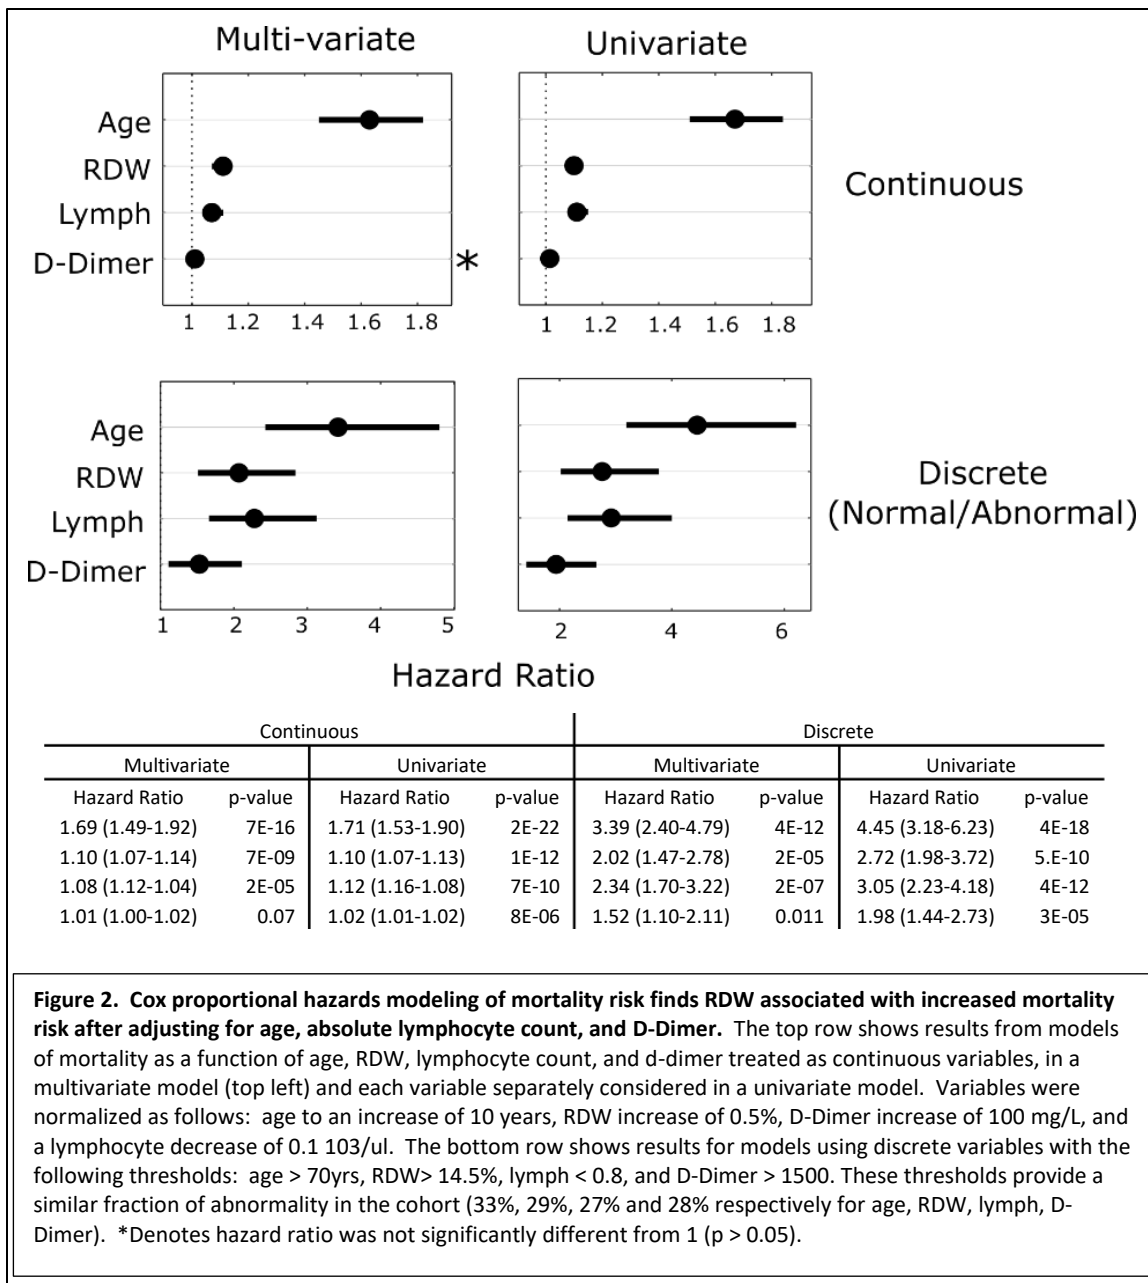 Multi-variate Univariate
Age
RDW
Lymph
D-Dimer
*
Continuous
1 1.2 1.4 1.6 1.8 1 1.2 1.4 1.6 1.8
Age
RDW
Lymph
D-Dimer
Discrete
(Normal/Abnormal)
1 2 3 4 5 2 4 6
Hazard Ratio
Continuous Discrete
Multivariate Univariate Multivariate Univariate
Hazard Ratio p-value Hazard Ratio p-value Hazard Ratio p-value Hazard Ratio p-value
1.69 (1.49-1.92) 7E-16 1.71 (1.53-1.90) 2E-22 3.39 (2.40-4.79) 4E-12 4.45 (3.18-6.23) 4E-18
1.10 (1.07-1.14) 7E-09 1.10 (1.07-1.13) 1E-12 2.02 (1.47-2.78) 2E-05 2.72 (1.98-3.72) 5.E-10
1.08 (1.12-1.04) 2E-05 1.12 (1.16-1.08) 7E-10 2.34 (1.70-3.22) 2E-07 3.05 (2.23-4.18) 4E-12
1.01 (1.00-1.02) 0.07 1.02 (1.01-1.02) 8E-06 1.52 (1.10-2.11) 0.011 1.98 (1.44-2.73) 3E-05
Figure 2. Cox proportional hazards modeling of mortality risk finds RDW associated with increased mortality
risk after adjusting for age, absolute lymphocyte count, and D-Dimer. The top row shows results from models
of mortality as a function of age, RDW, lymphocyte count, and d-dimer treated as continuous variables, in a
multivariate model (top left) and each variable separately considered in a univariate model. Variables were
normalized as follows: age to an increase of 10 years, RDW increase of 0.5%, D-Dimer increase of 100 mg/L, and
a lymphocyte decrease of 0.1 103/ul. The bottom row shows results for models using discrete variables with the
following thresholds: age > 70yrs, RDW> 14.5%, lymph < 0.8, and D-Dimer > 1500. These thresholds provide a
similar fraction of abnormality in the cohort (33%, 29%, 27% and 28% respectively for age, RDW, lymph, D-
Dimer). *Denotes hazard ratio was not significantly different from 1 (p > 0.05).